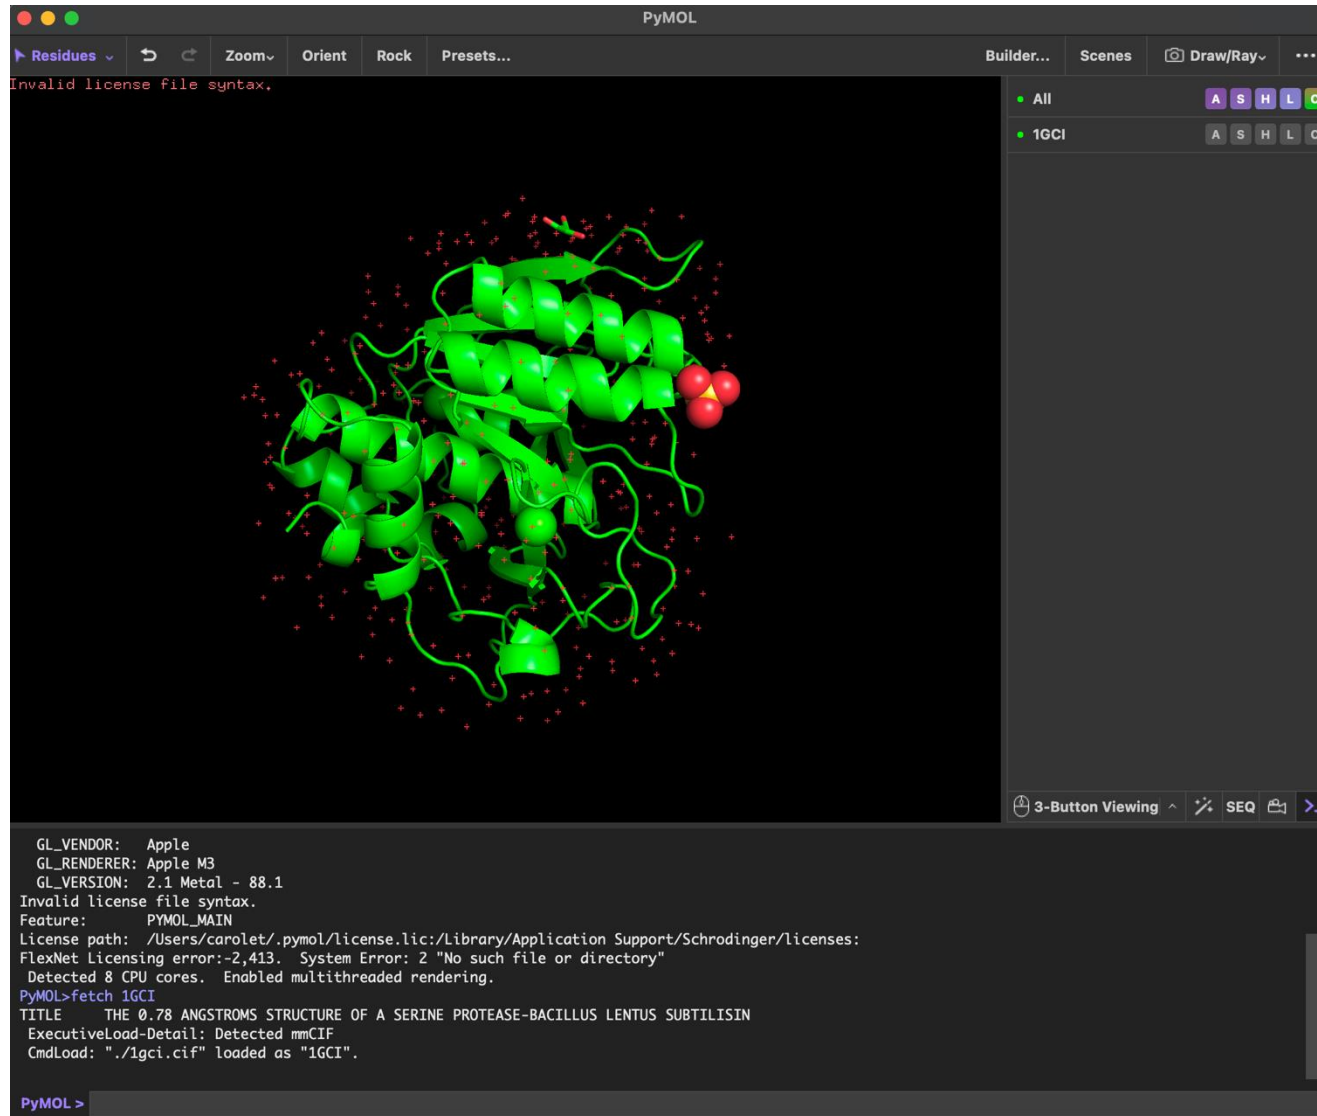 PyMOL
Residues Zoom Orient Rock Presets... Builder... Scenes Draw/Ray ...
Invalid license file syntax.
All A S H L C
1GCI A S H L C
3-Button Viewing SEQ >_
GL_VENDOR: Apple
GL_RENDERER: Apple M3
GL_VERSION: 2.1 Metal - 88.1
Invalid license file syntax.
Feature: PYMOL_MAIN
License path: /Users/carolet/.pymol/license.lic:/Library/Application Support/Schrodinger/licenses:
FlexNet Licensing error:-2,413. System Error: 2 "No such file or directory"
Detected 8 CPU cores. Enabled multithreaded rendering.
PyMOL>fetch 1GCI
TITLE THE 0.78 ANGSTROMS STRUCTURE OF A SERINE PROTEASE-BACILLUS LENTUS SUBTILISIN
ExecutiveLoad-Detail: Detected mmCIF
CmdLoad: "./1gci.cif" loaded as "1GCI".
PyMOL >